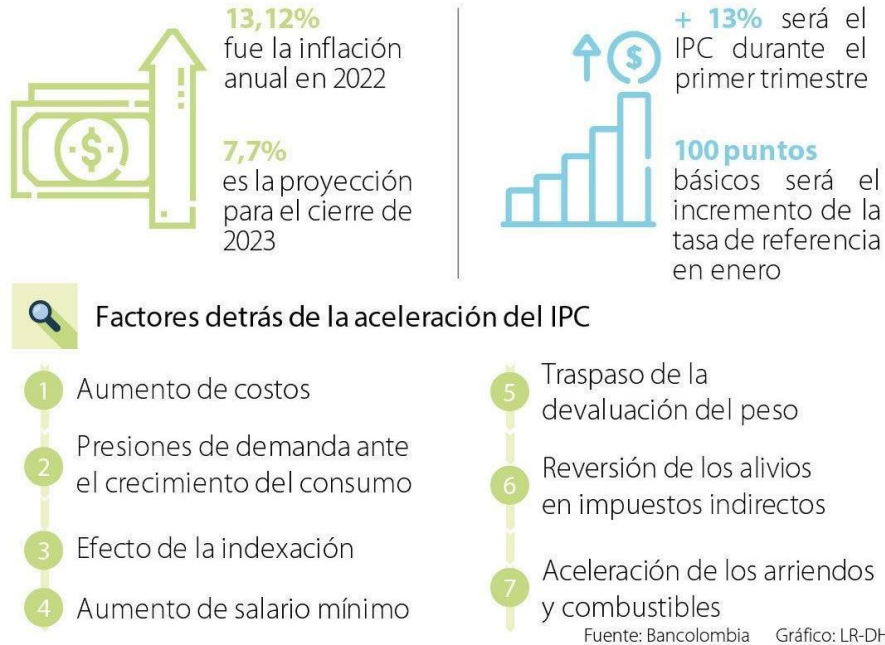 13,12%
fue la inflación
anual en 2022
7,7%
es la proyección
para el cierre de
2023
+ 13% será el
IPC durante el
primer trimestre
100 puntos
básicos será el
incremento de la
tasa de referencia
en enero
Factores detrás de la aceleración del IPC
1 Aumento de costos
2 Presiones de demanda ante
el crecimiento del consumo
3 Efecto de la indexación
4 Aumento de salario mínimo
5 Traspaso de la
devaluación del peso
6 Reversión de los alivios
en impuestos indirectos
7 Aceleración de los arriendos
y combustibles
Fuente: Bancolombia Gráfico: LR-DH